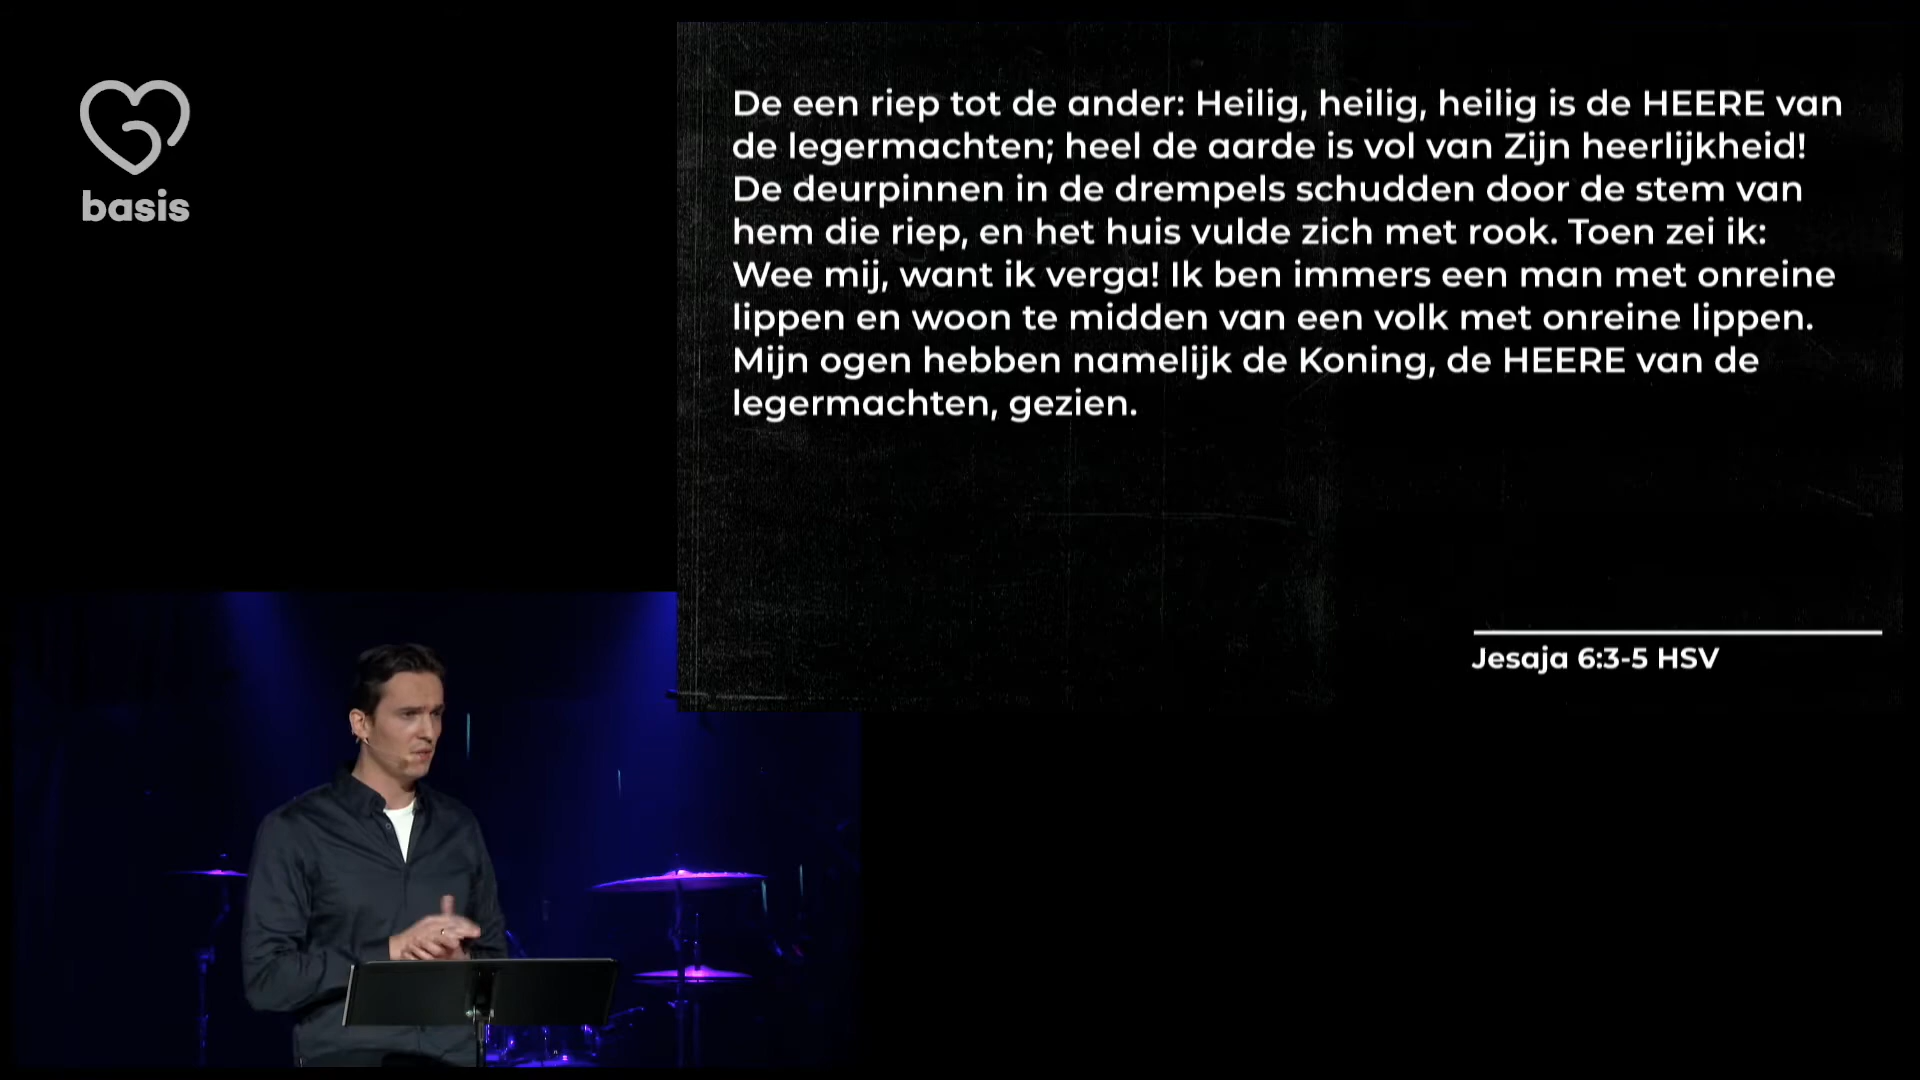 basis
De een riep tot de ander: Heilig, heilig, heilig is de HEERE van
de legermachten; heel de aarde is vol van Zijn heerlijkheid!
De deurpinnen in de drempels schudden door de stem van
hem die riep, en het huis vulde zich met rook. Toen zei ik:
Wee mij, want ik verga! Ik ben immers een man met onreine
lippen en woon te midden van een volk met onreine lippen.
Mijn ogen hebben namelijk de Koning, de HEERE van de
legermachten, gezien.
Jesaja 6:3-5 HSV